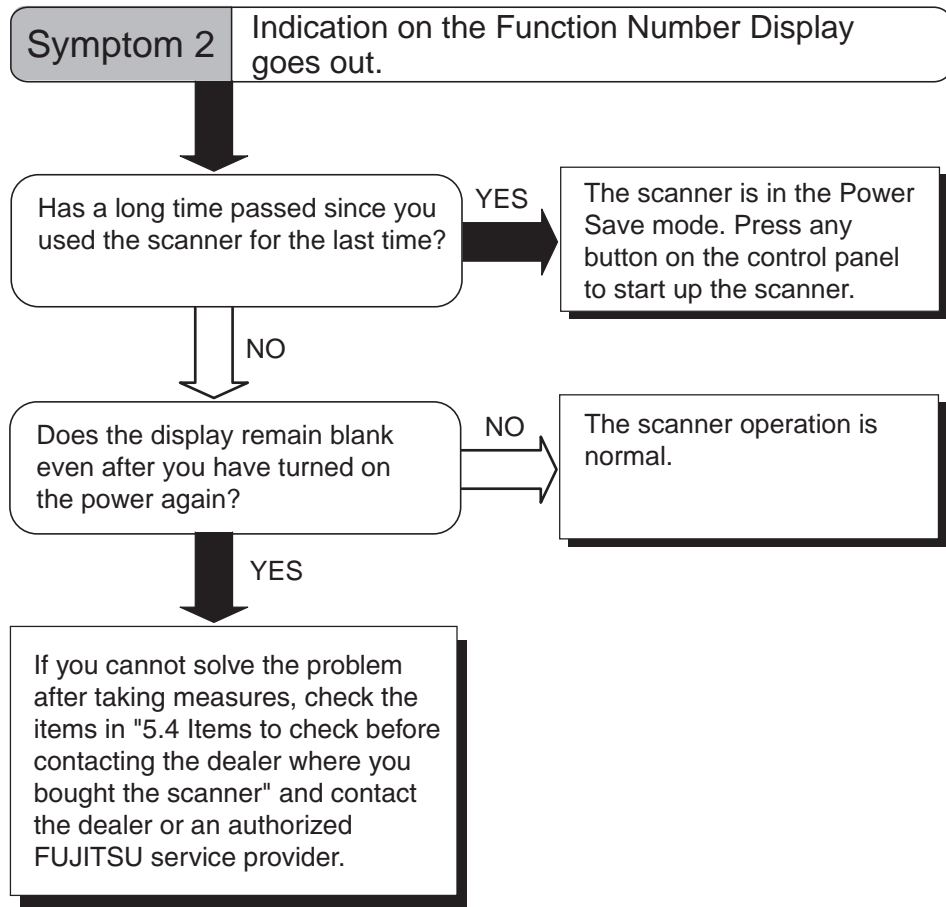 Symptom 2
Indication on the Function Number Display
goes out.
Has a long time passed since you
used the scanner for the last time?
YES
The scanner is in the Power
Save mode. Press any
button on the control panel
to start up the scanner.
NO
Does the display remain blank
even after you have turned on
the power again?
NO
The scanner operation is
normal.
YES
If you cannot solve the problem
after taking measures, check the
items in "5.4 Items to check before
contacting the dealer where you
bought the scanner" and contact
the dealer or an authorized
FUJITSU service provider.